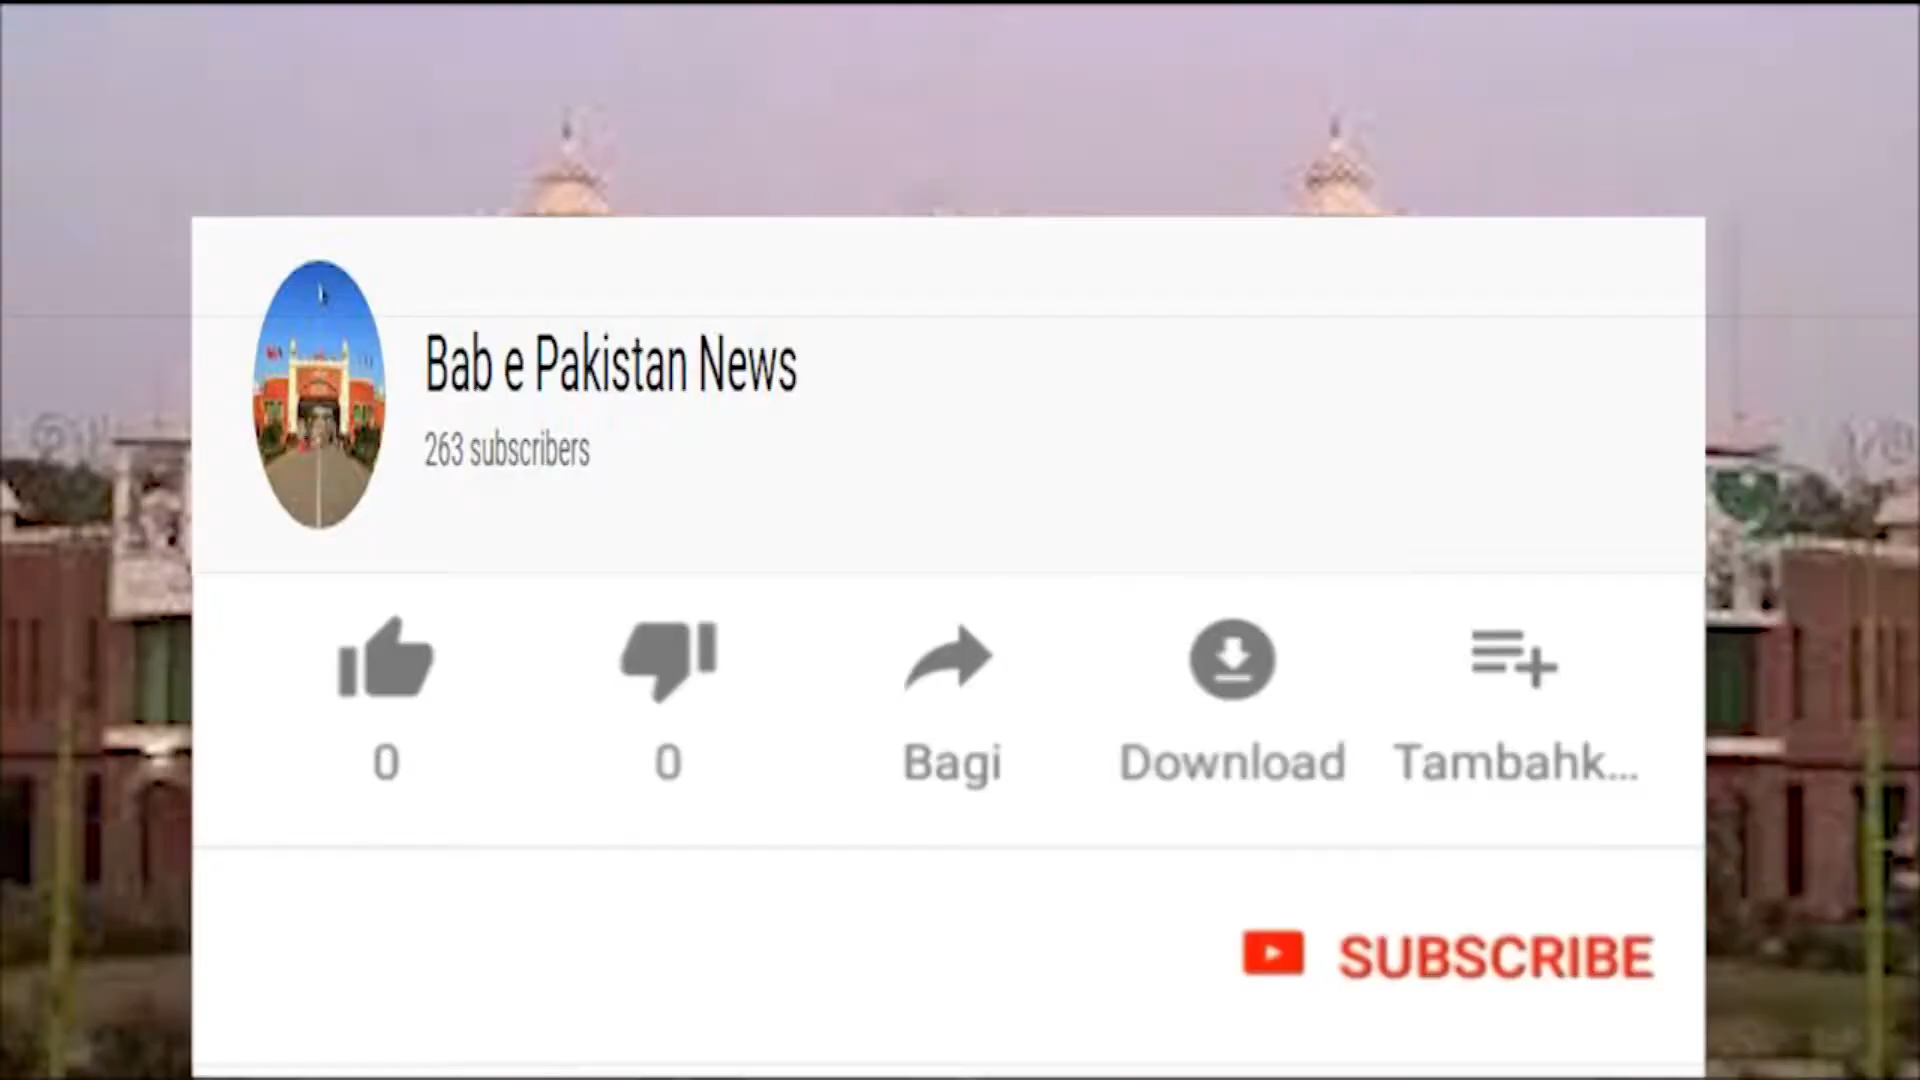 Bab e Pakistan News
263 subscribers
0
0
Bagi
Download
Tambahk...
SUBSCRIBE